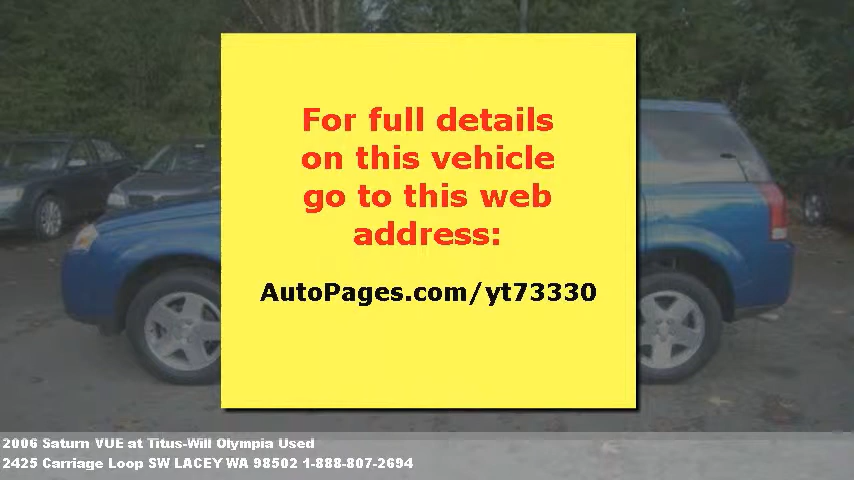 For full details
on this vehicle
go to this web
address:
AutoPages.com/yt73330
2006 Saturn VUE at Titus-Will Olympia Used
2425 Carriage Loop SW LACEY WA 98502 1-888-807-2694